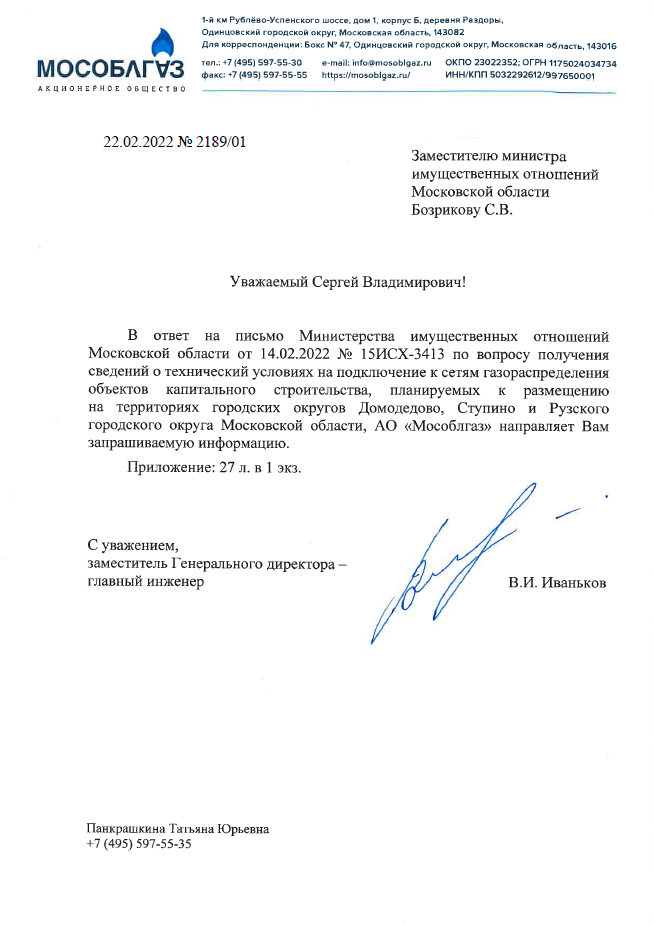 1-й км Рублёво-Успенского шоссе, дом 1, корпус Б, деревня Раздоры,
Одинцовский городской округ, Московская область, 143082
Для корреспонденции: Бокс № 47, Одинцовский городской округ, Московская область, 143016
МОСОБЛГАЗ
АКЦИОНЕРНОЕ ОБЩЕСТВО
тел.: +7 (495) 597-55-30 e-mail: info@mosoblgaz.ru ОКПО 23022352; ОГРН 1175024034734
факс: +7 (495) 597-55-55 https://mosoblgaz.ru/ ИНН/КПП 5032292612/997650001
22.02.2022 № 2189/01
Заместителю министра
имущественных отношений
Московской области
Бозрикову С.В.
Уважаемый Сергей Владимирович!
В ответ на письмо Министерства имущественных отношений
Московской области от 14.02.2022 № 15ИСХ-3413 по вопросу получения
сведений о технический условиях на подключение к сетям газораспределения
объектов капитального строительства, планируемых к размещению
на территориях городских округов Домодедово, Ступино и Рузского
городского округа Московской области, АО «Мособлгаз» направляет Вам
запрашиваемую информацию.
Приложение: 27 л. в 1 экз.
С уважением,
заместитель Генерального директора –
главный инженер
В.И. Иваньков
Панкрашкина Татьяна Юрьевна
+7 (495) 597-55-35